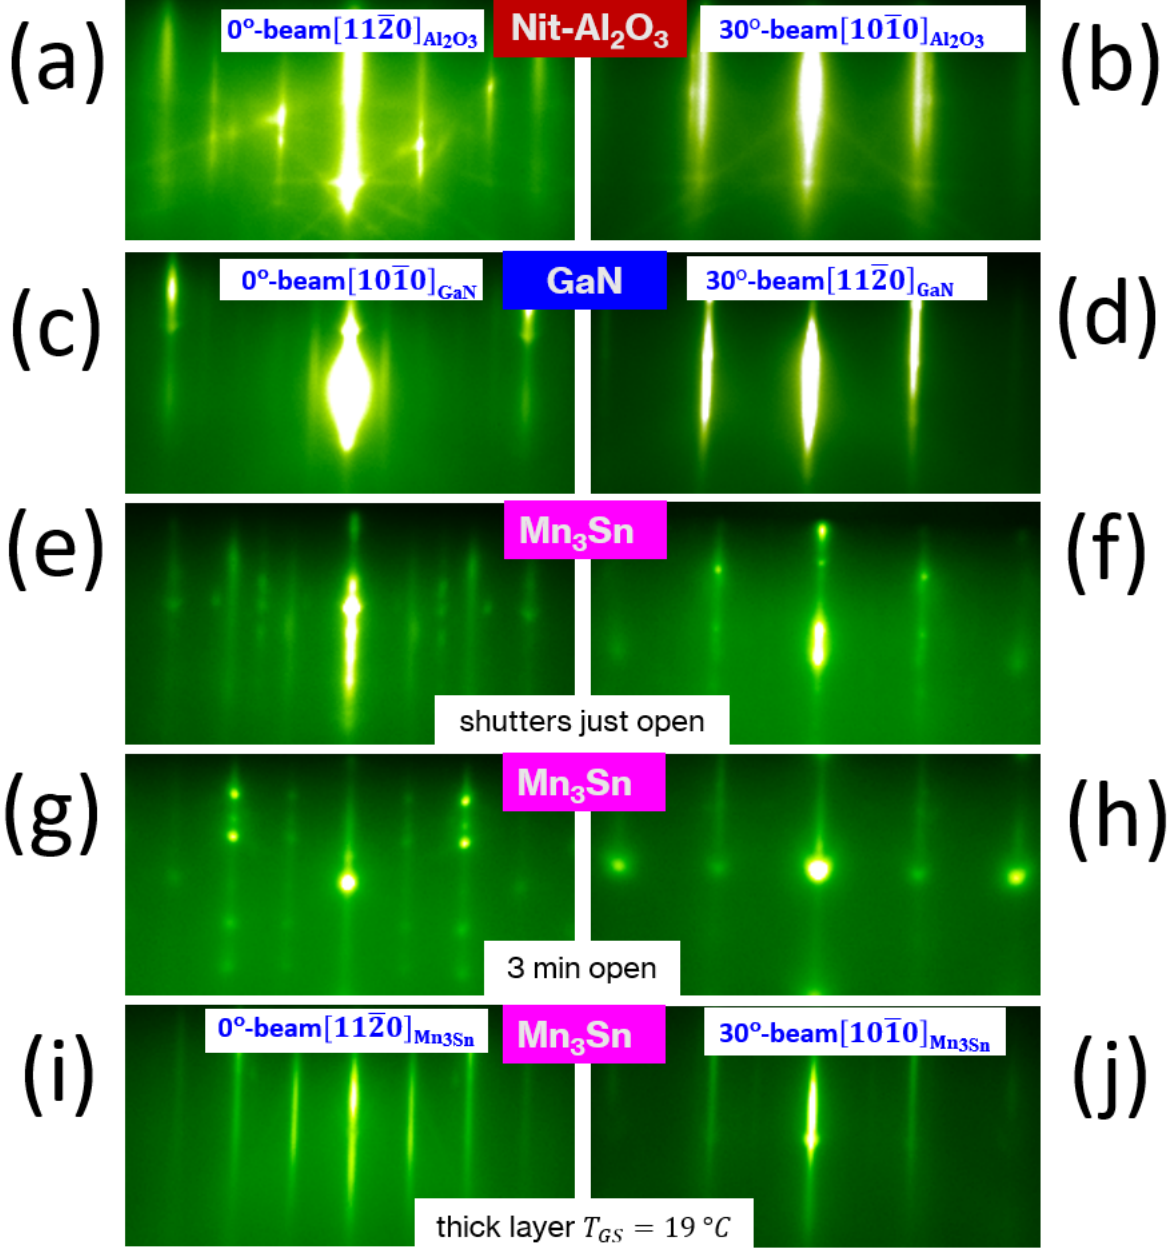 (a)
0°-beam[112̅0]Al2O3
Nit-Al₂O₃
30°-beam[101̅0]Al2O3
(b)
(c)
0°-beam[101̅0]GaN
GaN
30°-beam[112̅0]GaN
(d)
(e)
Mn₃Sn
(f)
shutters just open
(g)
Mn₃Sn
(h)
3 min open
(i)
0°-beam[112̅0]Mn3Sn
Mn₃Sn
30°-beam[101̅0]Mn3Sn
(j)
thick layer T_GS = 19 °C